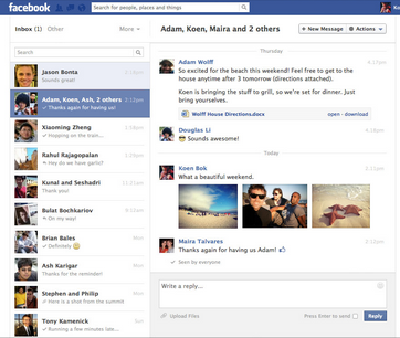 facebook
Search for people, places and things
Inbox (1) Other More
Search
Jason Bonta
Sounds great!
Adam, Koen, Ash, 2 others
Thanks again for having us!
Xiaoming Zheng
Hopping on the train...
Rahul Rajagopalan
Hey do we have garlic?
Kunal and Seshadrii
Thank you
Bulat Bochkariov
On my way!
Brian Bales
Definitely
Ash Karigar
Thanks for the reminder!
Stephen and Philip
Here is a shot from the summit
Tony Kamenick
Running a few minutes late...
Adam, Koen, Maira and 2 others
+ New Message Actions
Thursday
Adam Wolff
So excited for the beach this weekend! Feel free to get to the
house anytime after 3 tomorrow (directions attached).
Koen is bringing the stuff to grill, so we're set for dinner. Just
bring yourselves..
Wolff House Directions.docx open - download
Douglas Li
Sounds awesome!
Today
Koen Bok
What a beautiful weekend.
Maira Talvares
Thanks again for having us Adam!
Seen by everyone
Write a reply...
Upload Files Press Enter to send Reply